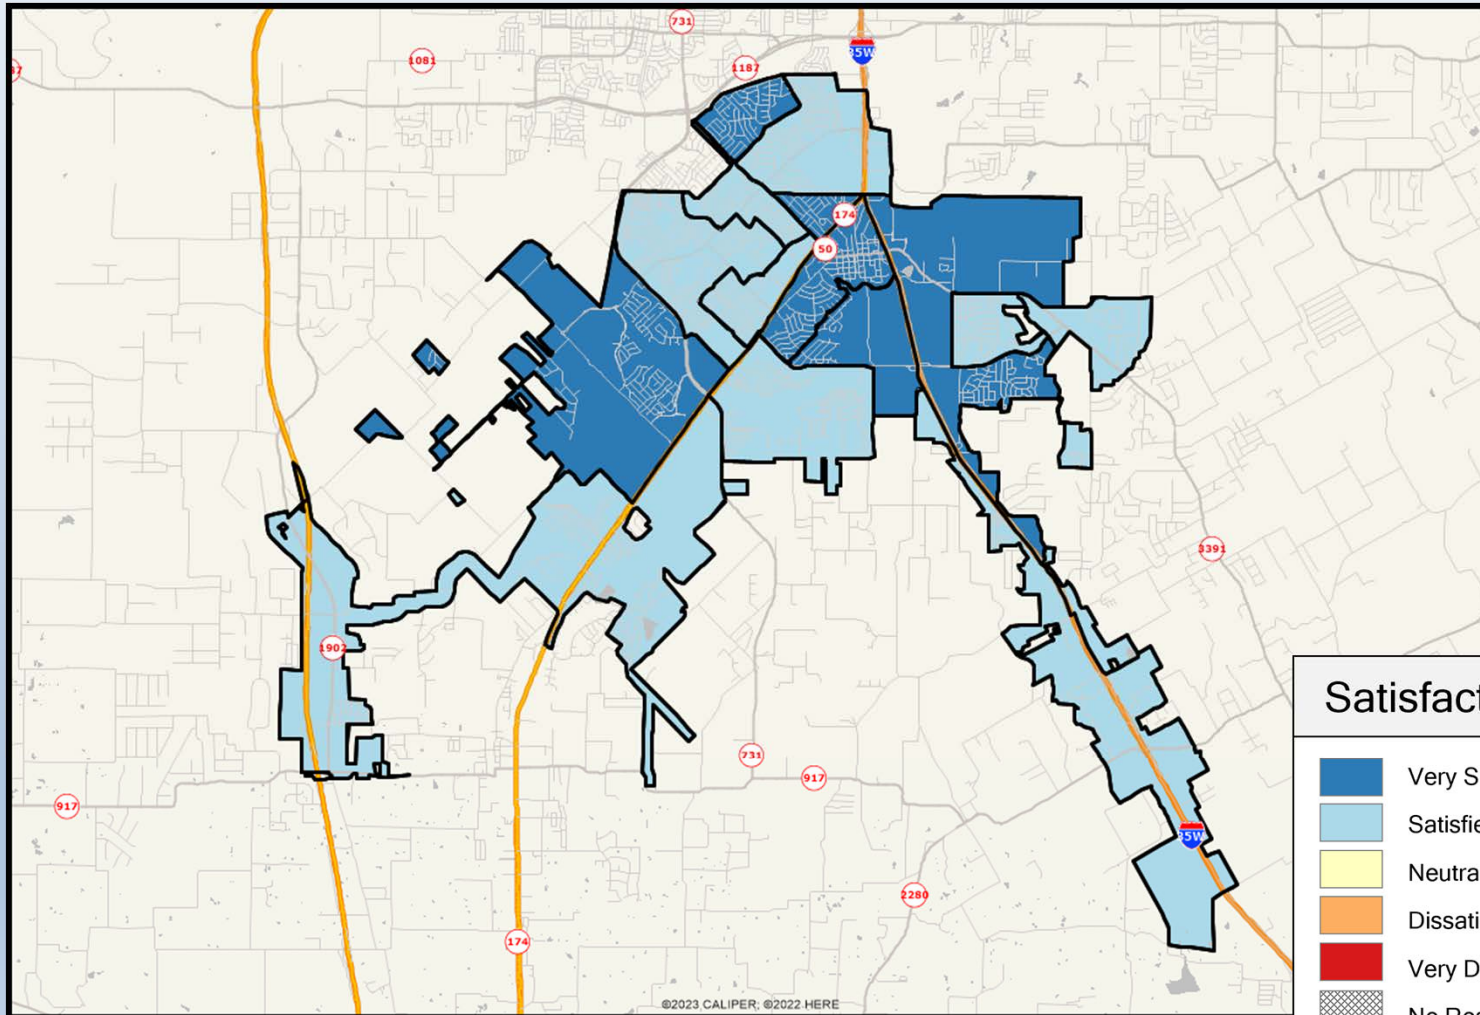 731
35W
1081
1187
174
50
3391
1902
731
917
917
35W
2280
174
©2023 CALIPER; ©2022 HERE
Satisfact
Very S
Satisfie
Neutra
Dissati
Very D